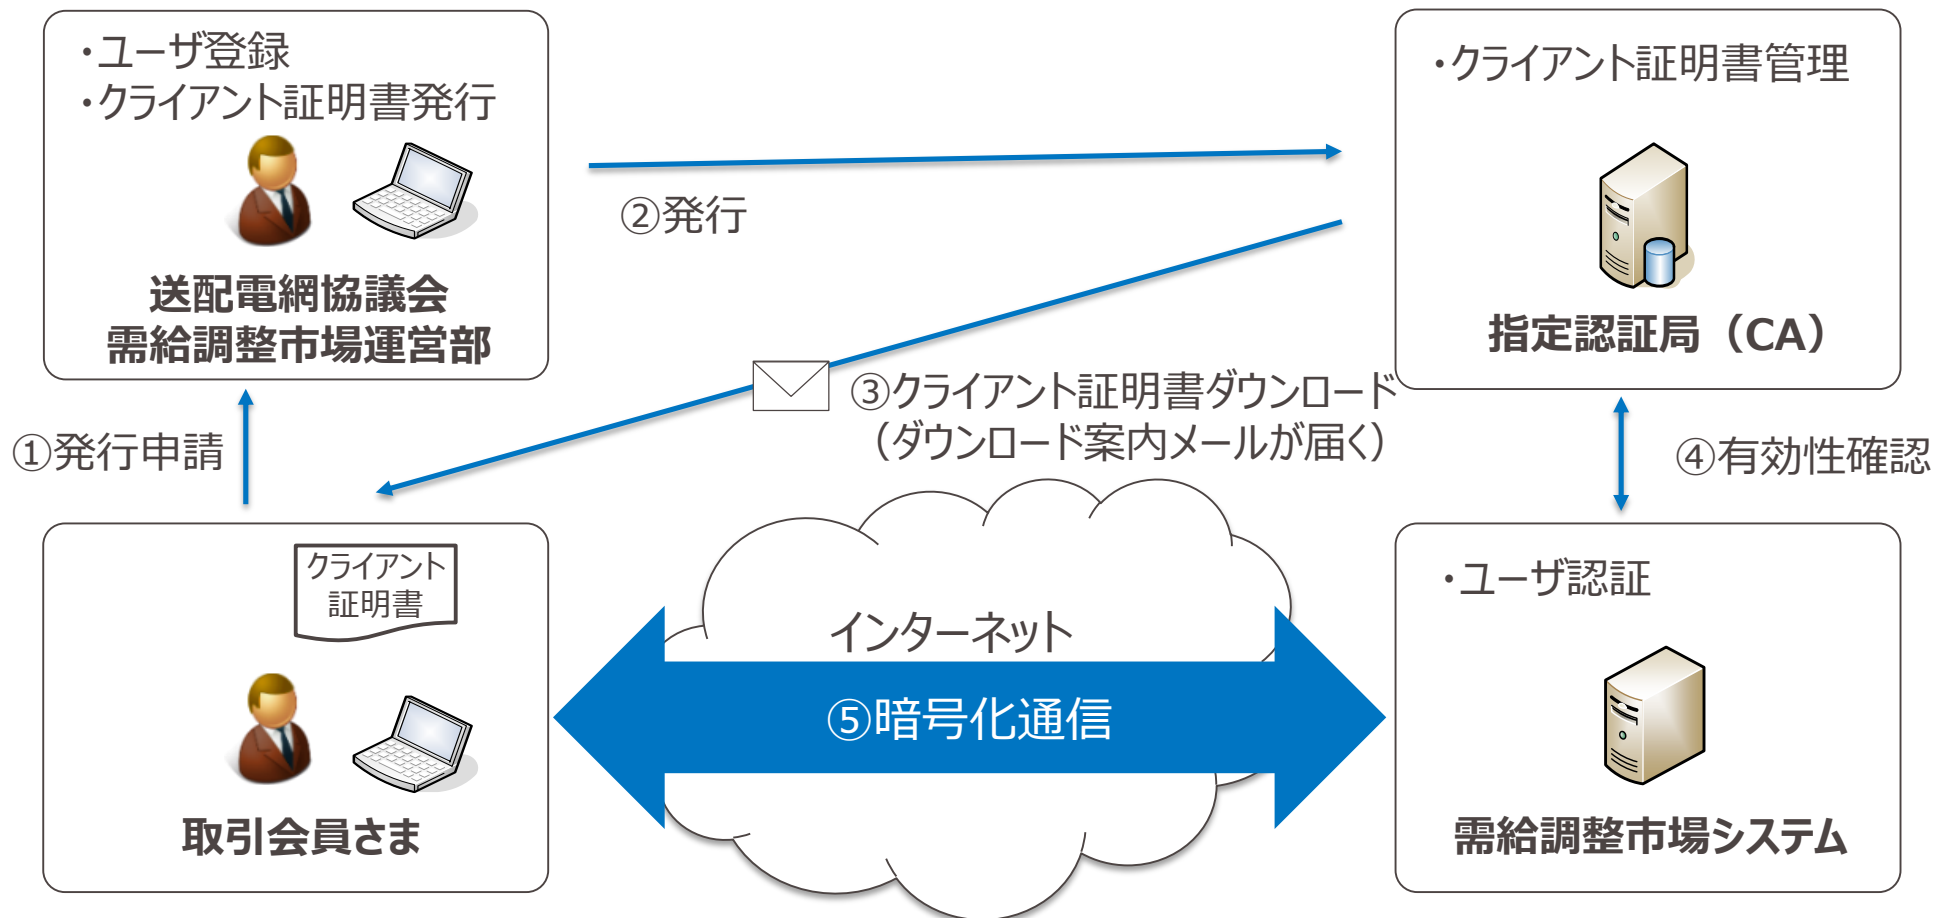 ・ユーザ登録
・クライアント証明書発行
送配電網協議会
需給調整市場運営部
・クライアント証明書管理
指定認証局（CA）
②発行
③クライアント証明書ダウンロード
（ダウンロード案内メールが届く）
①発行申請
④有効性確認
クライアント
証明書
取引会員さま
インターネット
⑤暗号化通信
・ユーザ認証
需給調整市場システム